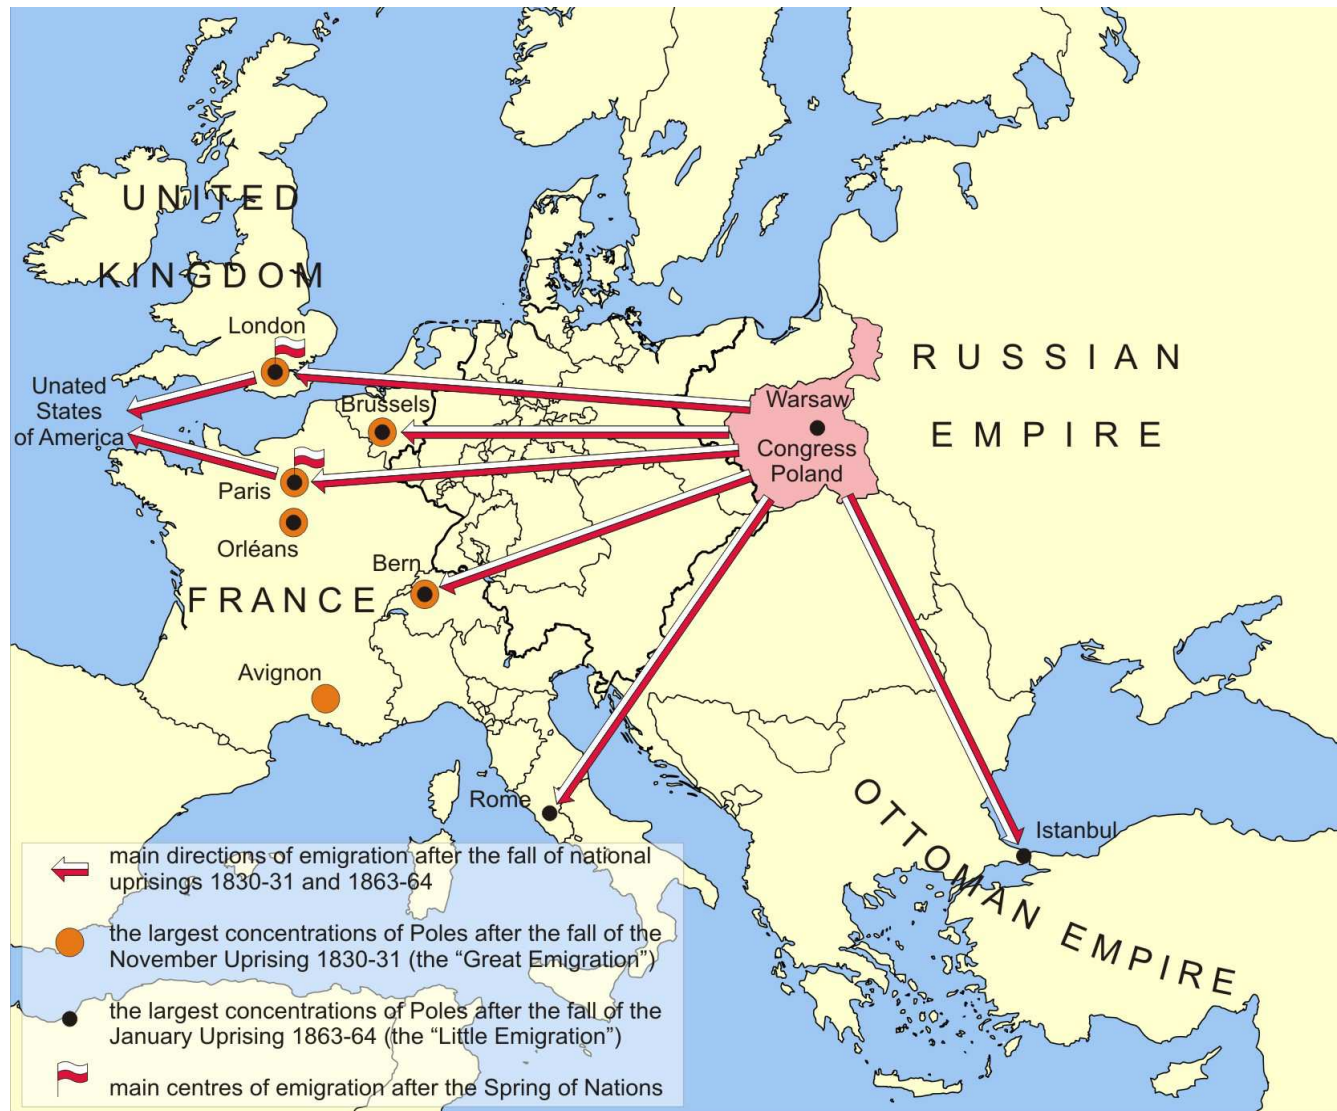 UNITED
KINGDOM
London
Unated
States
of America
Brussels
Paris
Orléans
Bern
FRANCE
Avignon
Warsaw
Congress
Poland
RUSSIAN
EMPIRE
Rome
Istanbul
OTTOMAN EMPIRE
main directions of emigration after the fall of national
uprisings 1830-31 and 1863-64
the largest concentrations of Poles after the fall of the
November Uprising 1830-31 (the “Great Emigration”)
the largest concentrations of Poles after the fall of the
January Uprising 1863-64 (the “Little Emigration”)
main centres of emigration after the Spring of Nations